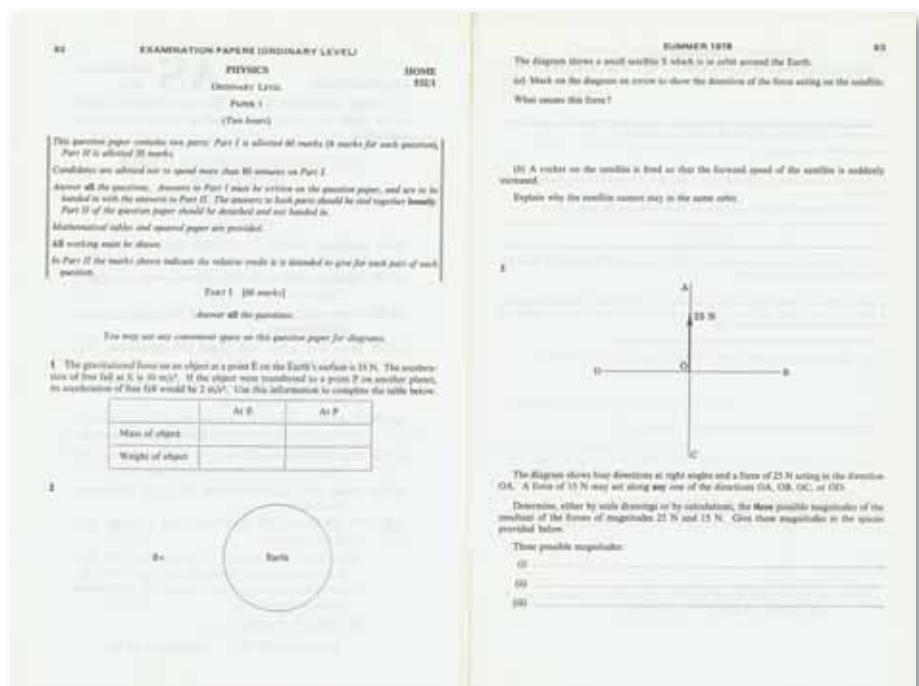 82
EXAMINATION PAPERS (ORDINARY LEVEL)
PHYSICS
HOME
ORDINARY LEVEL
PAPER 1
(Two hours)
This question paper contains two parts: Part I is allotted 60 marks (6 marks for each question),
Part II is allotted 20 marks.
Candidates are advised not to spend more than 80 minutes on Part I.
Answer all the questions. Answers to Part I must be written on the question paper, and are to be
handed in with the answers to Part II. The answers to both parts should be tied together loosely.
Part II of the question paper should be detached and not handed in.
Mathematical tables and squared paper are provided.
All working must be shown.
In Part II the marks shown indicate the relative credit it is intended to give for each part of each
question.
PART I [60 marks]
Answer all the questions.
You may use any convenient space on this question paper for diagrams.
1 The gravitational force on an object at a point E on the Earth's surface is 35 N. The accelera-
tion of free fall at E is 10 m/s². If the object were transferred to a point P on another planet,
its acceleration of free fall would be 2 m/s². Use this information to complete the table below.
At E At P
Mass of object
Weight of object
2
S
Earth
SUMMER 1978
83
The diagram shows a small satellite S which is in orbit around the Earth.
(a) Mark on the diagram an arrow to show the direction of the force acting on the satellite.
What causes this force?
(b) A rocket on the satellite is fired so that the forward speed of the satellite is suddenly
increased.
Explain why the satellite cannot stay in the same orbit.
3
A
25 N
D O B
C
The diagram shows four directions at right angles and a force of 25 N acting in the direction
OA. A force of 15 N may act along any one of the directions OA, OB, OC, or OD.
Determine, either by scale drawings or by calculations, the three possible magnitudes of the
resultant of the forces of magnitudes 25 N and 15 N. Give these magnitudes in the spaces
provided below.
Three possible magnitudes:
(i)
(ii)
(iii)